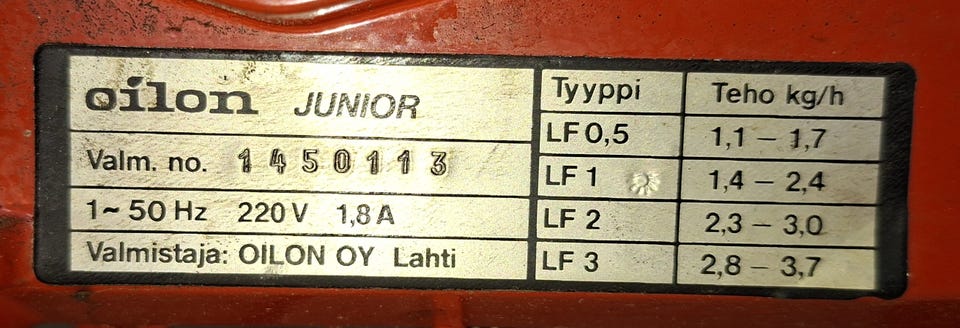 oilon JUNIOR
Valm. no. 1450113
1~ 50 Hz 220 V 1,8 A
Valmistaja: OILON OY Lahti
Tyyppi Teho kg/h
LF 0,5 1,1 – 1,7
LF 1 1,4 – 2,4
LF 2 2,3 – 3,0
LF 3 2,8 – 3,7